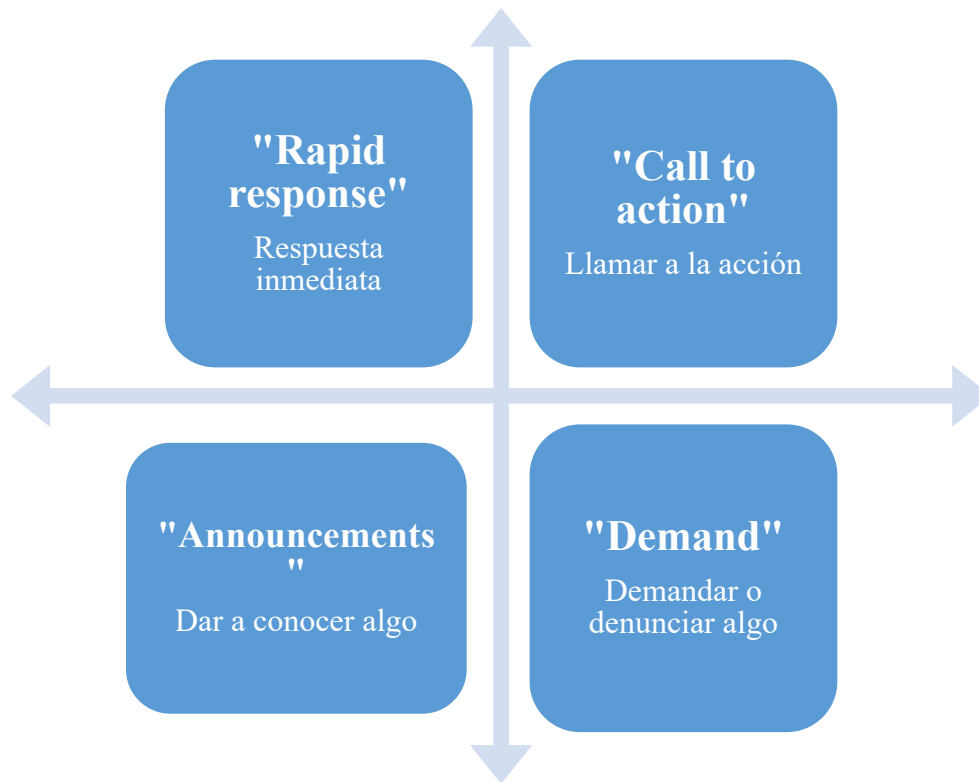 "Rapid
response"
Respuesta
inmediata
"Call to
action"
Llamar a la acción
"Announcements
"
Dar a conocer algo
"Demand"
Demandar o
denunciar algo